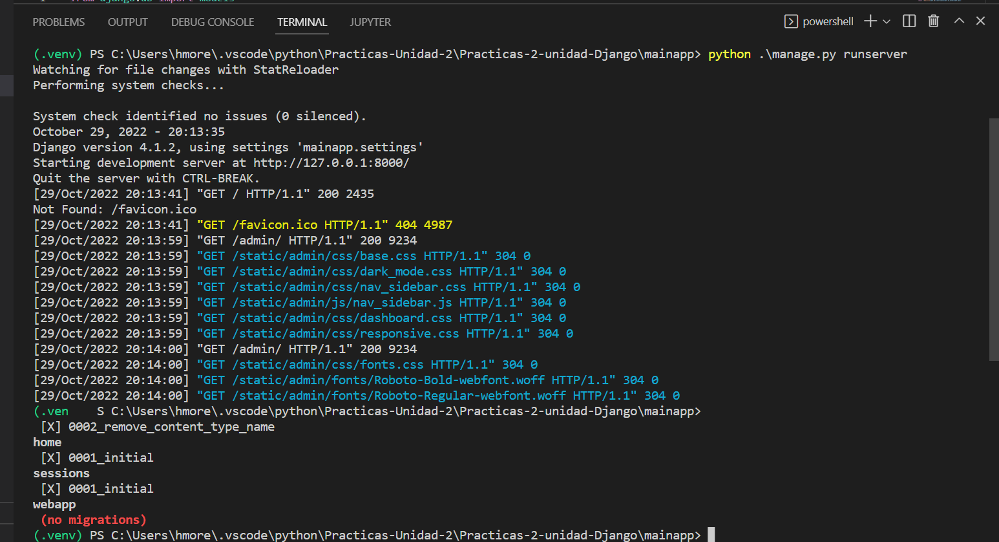 1 from django.db import models
PROBLEMS OUTPUT DEBUG CONSOLE TERMINAL JUPYTER powershell
(.venv) PS C:\Users\hmore\.vscode\python\Practicas-Unidad-2\Practicas-2-unidad-Django\mainapp> python .\manage.py runserver
Watching for file changes with StatReloader
Performing system checks...
System check identified no issues (0 silenced).
October 29, 2022 - 20:13:35
Django version 4.1.2, using settings 'mainapp.settings'
Starting development server at http://127.0.0.1:8000/
Quit the server with CTRL-BREAK.
[29/Oct/2022 20:13:41] "GET / HTTP/1.1" 200 2435
Not Found: /favicon.ico
[29/Oct/2022 20:13:41] "GET /favicon.ico HTTP/1.1" 404 4987
[29/Oct/2022 20:13:59] "GET /admin/ HTTP/1.1" 200 9234
[29/Oct/2022 20:13:59] "GET /static/admin/css/base.css HTTP/1.1" 304 0
[29/Oct/2022 20:13:59] "GET /static/admin/css/dark_mode.css HTTP/1.1" 304 0
[29/Oct/2022 20:13:59] "GET /static/admin/css/nav_sidebar.css HTTP/1.1" 304 0
[29/Oct/2022 20:13:59] "GET /static/admin/js/nav_sidebar.js HTTP/1.1" 304 0
[29/Oct/2022 20:13:59] "GET /static/admin/css/dashboard.css HTTP/1.1" 304 0
[29/Oct/2022 20:13:59] "GET /static/admin/css/responsive.css HTTP/1.1" 304 0
[29/Oct/2022 20:14:00] "GET /admin/ HTTP/1.1" 200 9234
[29/Oct/2022 20:14:00] "GET /static/admin/css/fonts.css HTTP/1.1" 304 0
[29/Oct/2022 20:14:00] "GET /static/admin/fonts/Roboto-Bold-webfont.woff HTTP/1.1" 304 0
[29/Oct/2022 20:14:00] "GET /static/admin/fonts/Roboto-Regular-webfont.woff HTTP/1.1" 304 0
(.ven S C:\Users\hmore\.vscode\python\Practicas-Unidad-2\Practicas-2-unidad-Django\mainapp>
[X] 0002_remove_content_type_name
home
[X] 0001_initial
sessions
[X] 0001_initial
webapp
(no migrations)
(.venv) PS C:\Users\hmore\.vscode\python\Practicas-Unidad-2\Practicas-2-unidad-Django\mainapp>